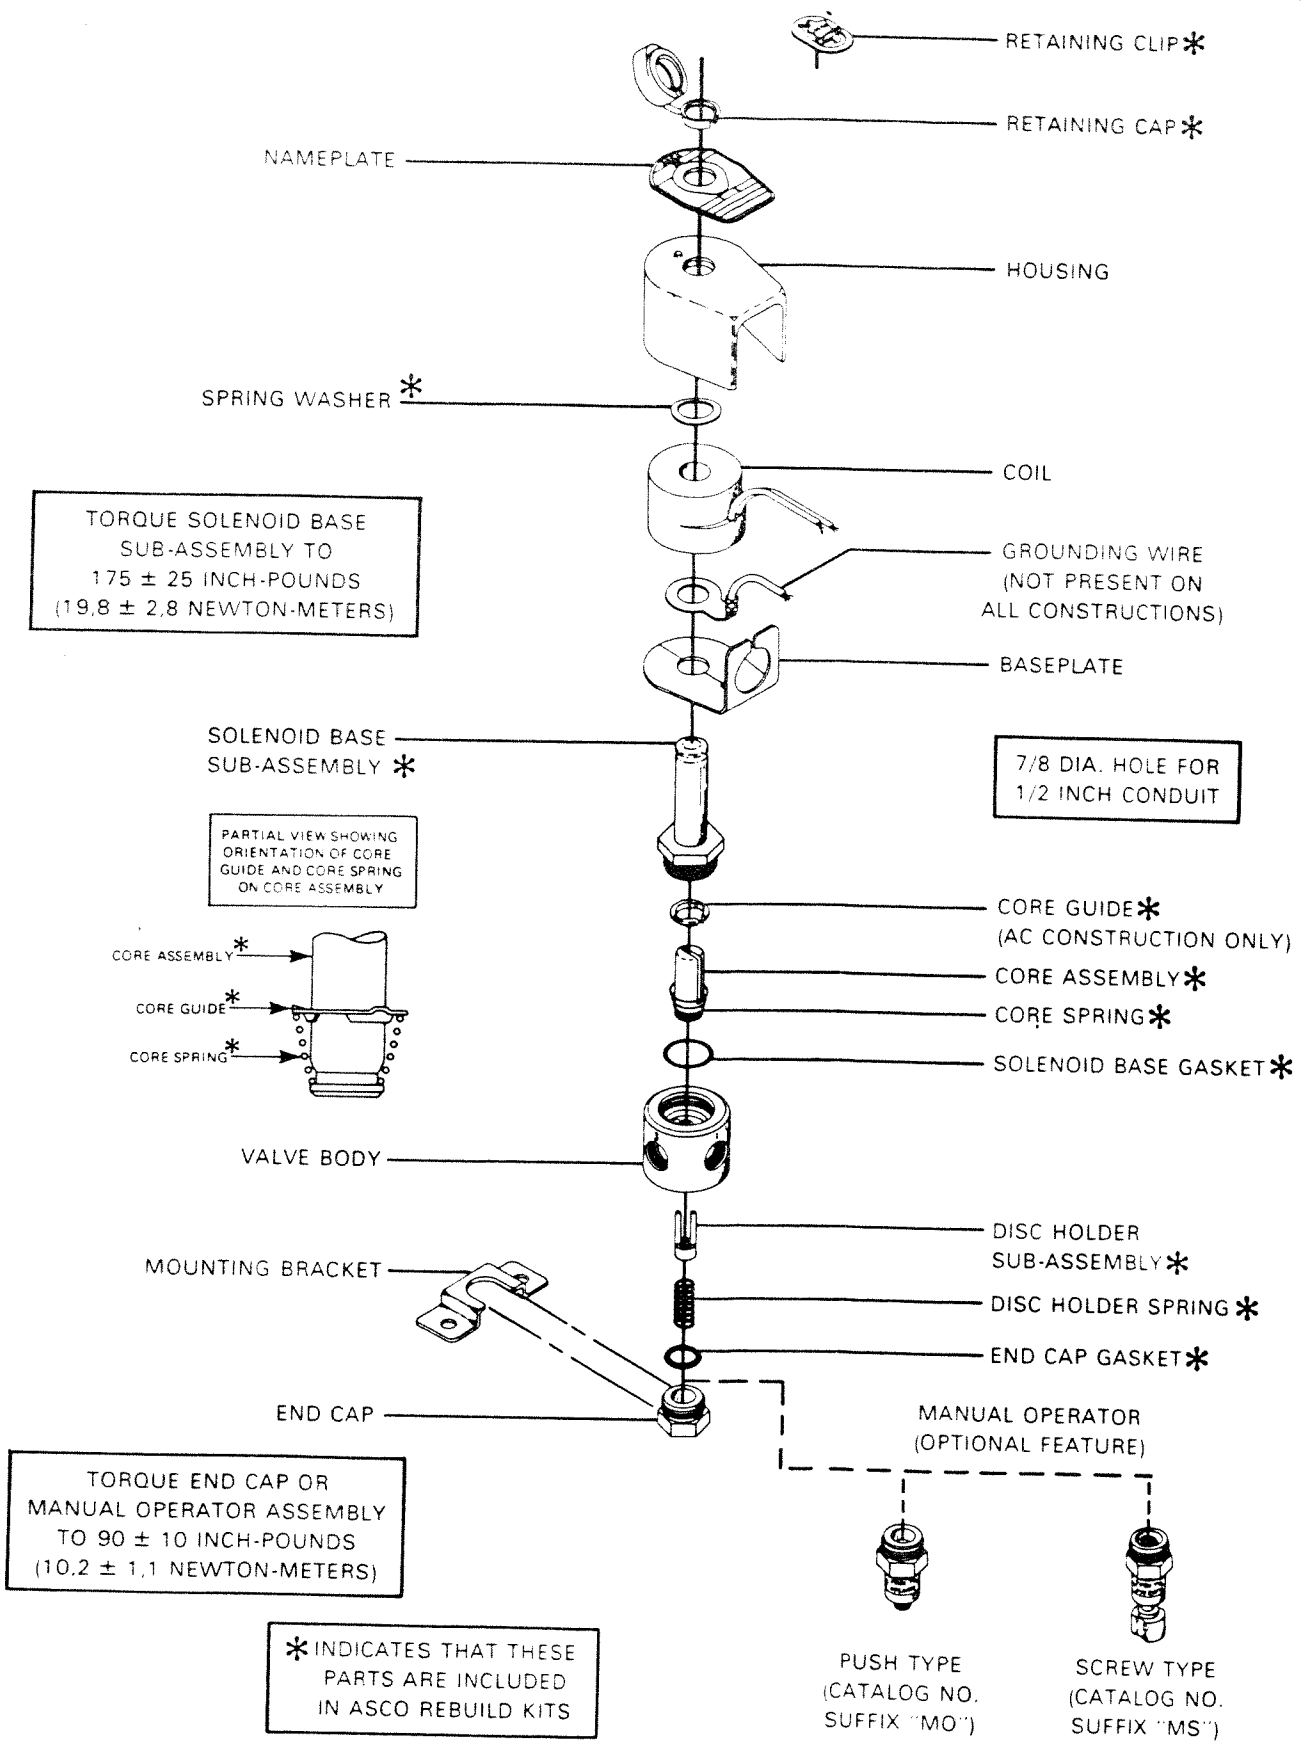 RETAINING CLIP*
RETAINING CAP*
NAMEPLATE
HOUSING
SPRING WASHER*
COIL
TORQUE SOLENOID BASE
SUB-ASSEMBLY TO
175 ± 25 INCH-POUNDS
(19,8 ± 2,8 NEWTON-METERS)
GROUNDING WIRE
(NOT PRESENT ON
ALL CONSTRUCTIONS)
BASEPLATE
SOLENOID BASE
SUB-ASSEMBLY *
7/8 DIA. HOLE FOR
1/2 INCH CONDUIT
PARTIAL VIEW SHOWING
ORIENTATION OF CORE
GUIDE AND CORE SPRING
ON CORE ASSEMBLY
CORE GUIDE*
(AC CONSTRUCTION ONLY)
CORE ASSEMBLY*
CORE ASSEMBLY*
CORE GUIDE*
CORE SPRING*
CORE SPRING*
SOLENOID BASE GASKET*
VALVE BODY
DISC HOLDER
SUB-ASSEMBLY*
MOUNTING BRACKET
DISC HOLDER SPRING*
END CAP GASKET*
END CAP
MANUAL OPERATOR
(OPTIONAL FEATURE)
TORQUE END CAP OR
MANUAL OPERATOR ASSEMBLY
TO 90 ± 10 INCH-POUNDS
(10,2 ± 1,1 NEWTON-METERS)
* INDICATES THAT THESE
PARTS ARE INCLUDED
IN ASCO REBUILD KITS
PUSH TYPE
(CATALOG NO.
SUFFIX "MO")
SCREW TYPE
(CATALOG NO.
SUFFIX "MS")